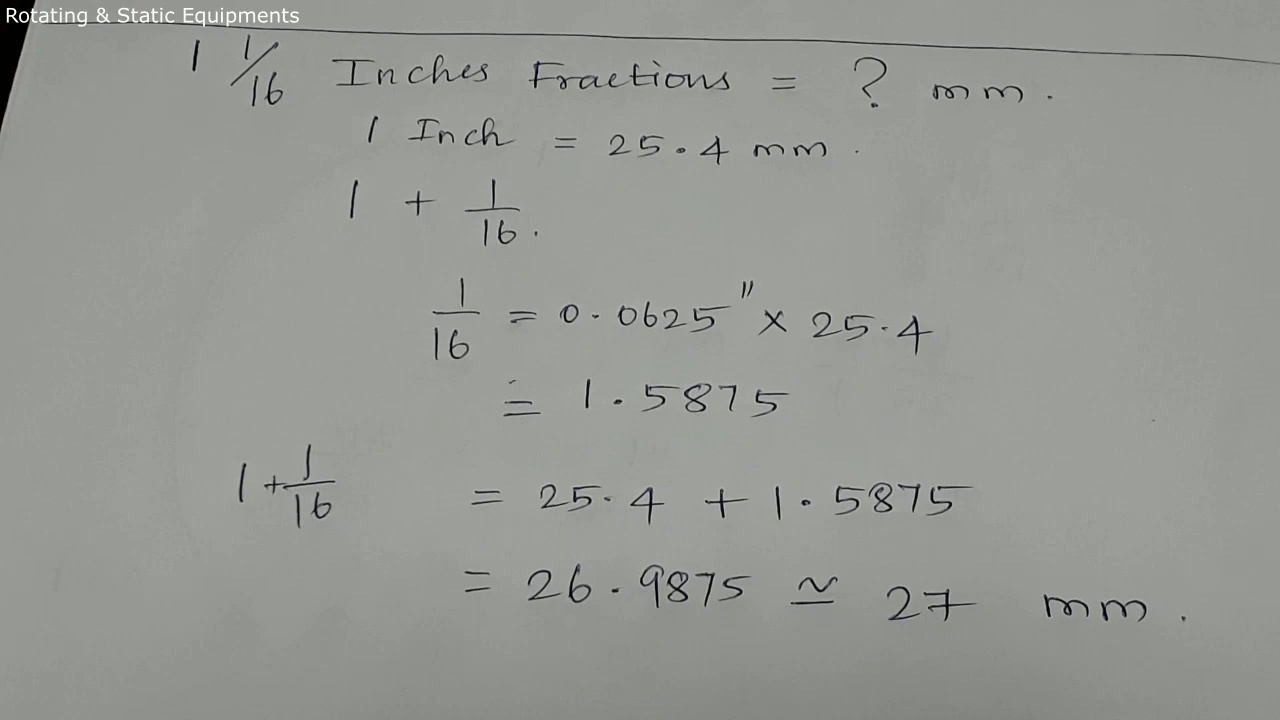 Rotating & Static Equipments
1 1/16 Inches Fractions = ? mm.
1 Inch = 25.4 mm.
1 + 1/16.
1/16 = 0.0625" × 25.4
= 1.5875
1 + 1/16 = 25.4 + 1.5875
= 26.9875 ≃ 27 mm.